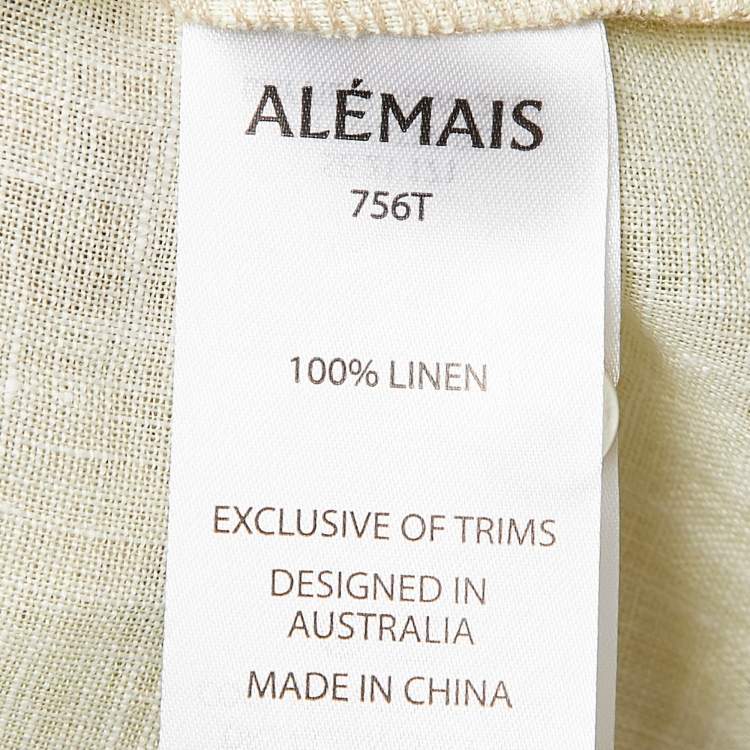 ALÉMAIS
756T
100% LINEN
EXCLUSIVE OF TRIMS
DESIGNED IN
AUSTRALIA
MADE IN CHINA